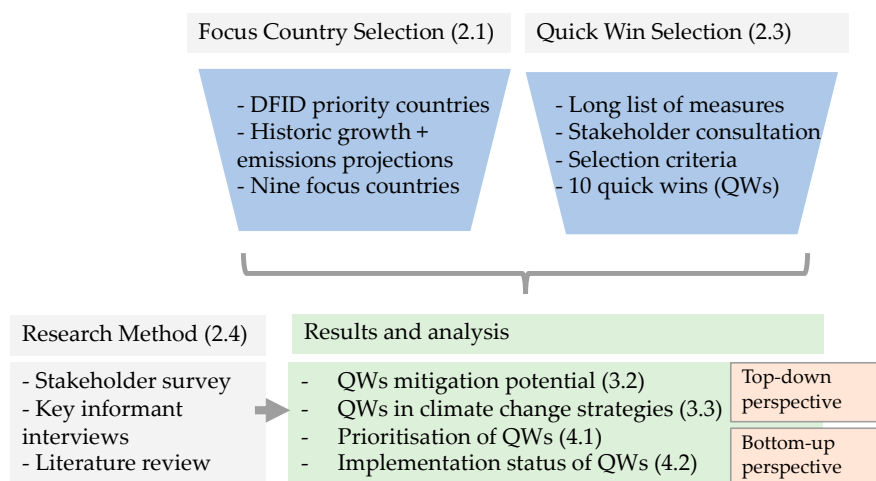 Focus Country Selection (2.1)
Quick Win Selection (2.3)
- DFID priority countries
- Historic growth +
emissions projections
- Nine focus countries
- Long list of measures
- Stakeholder consultation
- Selection criteria
- 10 quick wins (QWs)
Research Method (2.4)
- Stakeholder survey
- Key informant
interviews
- Literature review
Results and analysis
- QWs mitigation potential (3.2)
- QWs in climate change strategies (3.3)
- Prioritisation of QWs (4.1)
- Implementation status of QWs (4.2)
Top-down
perspective
Bottom-up
perspective